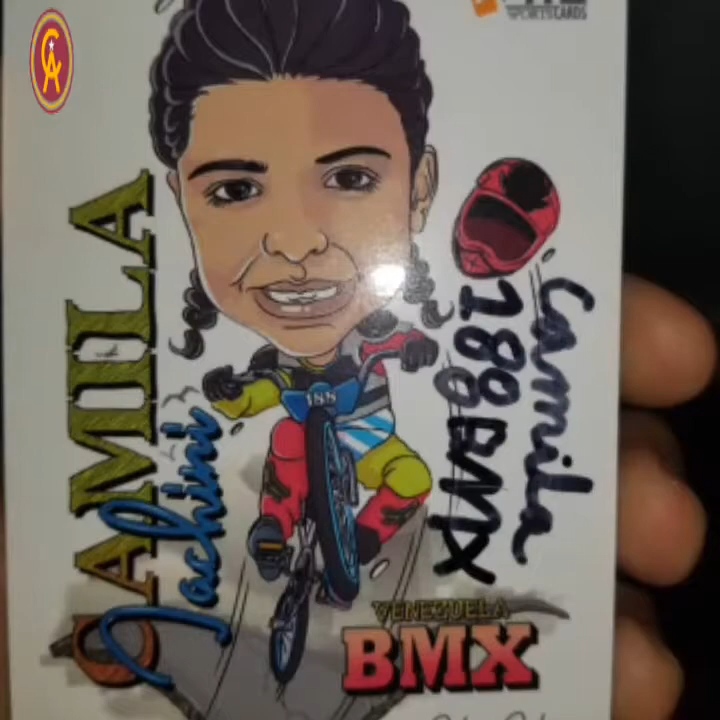 SPORTSCARDS
CAMILA
Jachini
188
Camila
188 BMX
VENEZUELA
BMX